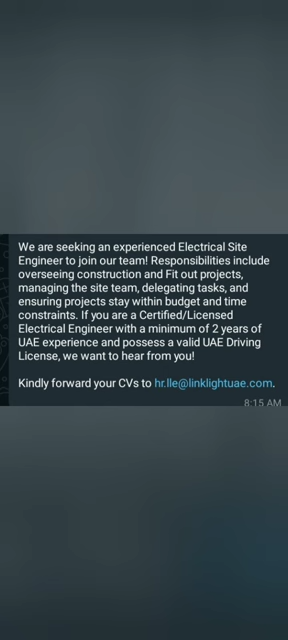 We are seeking an experienced Electrical Site
Engineer to join our team! Responsibilities include
overseeing construction and Fit out projects,
managing the site team, delegating tasks, and
ensuring projects stay within budget and time
constraints. If you are a Certified/Licensed
Electrical Engineer with a minimum of 2 years of
UAE experience and possess a valid UAE Driving
License, we want to hear from you!
Kindly forward your CVs to hr.lle@linklightuae.com.
8:15 AM